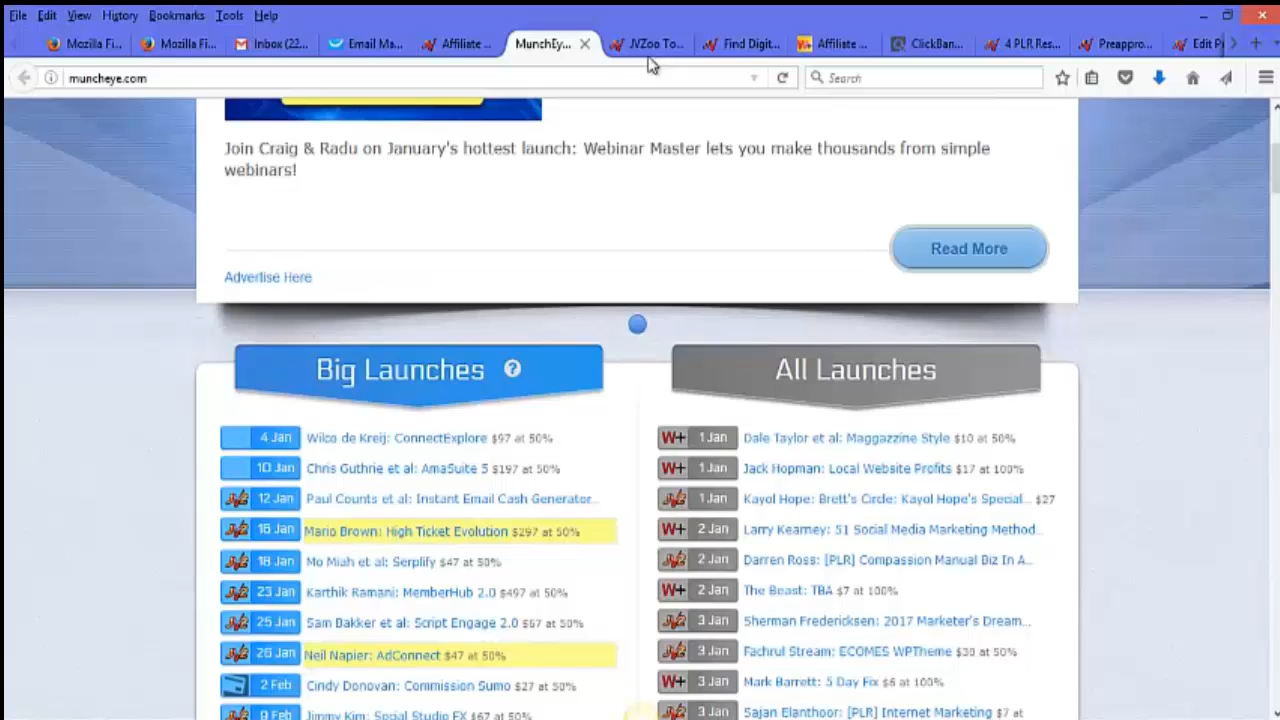 File Edit View History Bookmarks Tools Help
Mozilla Fi... Mozilla Fi... Inbox (22... Email Ma... Affiliate ... MunchEy... JVZoo To... Find Digit... Affiliate ... ClickBan... 4 PLR Res... Preappro... Edit P
muncheye.com
Search
Join Craig & Radu on January's hottest launch: Webinar Master lets you make thousands from simple
webinars!
Read More
Advertise Here
Big Launches ?
4 Jan Wilco de Kreij: ConnectExplore $97 at 50%
10 Jan Chris Guthrie et al: AmaSuite 5 $197 at 50%
12 Jan Paul Counts et al: Instant Email Cash Generator...
16 Jan Mario Brown: High Ticket Evolution $297 at 50%
18 Jan Mo Miah et al: Serplify $47 at 50%
23 Jan Karthik Ramani: MemberHub 2.0 $497 at 50%
25 Jan Sam Bakker et al: Script Engage 2.0 $67 at 50%
26 Jan Neil Napier: AdConnect $47 at 50%
2 Feb Cindy Donovan: Commission Sumo $27 at 50%
9 Feb Jimmy Kim: Social Studio FX $67 at 50%
All Launches
W+ 1 Jan Dale Taylor et al: Maggazzine Style $10 at 50%
W+ 1 Jan Jack Hopman: Local Website Profits $17 at 100%
1 Jan Kayol Hope: Brett's Circle: Kayol Hope's Special... $27
W+ 2 Jan Larry Kearney: 51 Social Media Marketing Method...
2 Jan Darren Ross: [PLR] Compassion Manual Biz In A...
W+ 2 Jan The Beast: TBA $7 at 100%
3 Jan Sherman Fredericksen: 2017 Marketer's Dream...
3 Jan Fachrul Stream: ECOMES WPTheme $30 at 50%
W+ 3 Jan Mark Barrett: 5 Day Fix $6 at 100%
3 Jan Sajan Elanthoor: [PLR] Internet Marketing $7 at